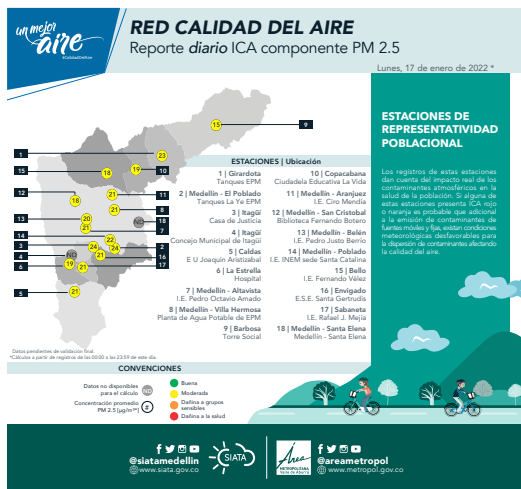 un mejor
aire
#CalidadDelAire
RED CALIDAD DEL AIRE
Reporte diario ICA componente PM 2.5
Lunes, 17 de enero de 2022 *
ESTACIONES DE
REPRESENTATIVIDAD
POBLACIONAL
Los registros de estas estaciones
dan cuenta del impacto real de los
contaminantes atmosféricos en la
salud de la población. Si alguna de
estas estaciones presenta ICA rojo
o naranja es probable que adicional
a la emisión de contaminantes de
fuentes móviles y fijas, existan condiciones
meteorológicas desfavorables para
la dispersión de contaminantes afectando
la calidad del aire.
1
15
12
13
14
3
4
5
9
10
11
8
18
7
2
16
6
17
15
23
18
19
21
18
21
ND
20
21
22
24
24
ND
19
21
21
ESTACIONES | Ubicación
1 | Girardota
Tanques EPM
2 | Medellín - El Poblado
Tanques La Ye EPM
3 | Itagüí
Casa de Justicia
4 | Itagüí
Concejo Municipal de Itagüí
5 | Caldas
E U Joaquín Aristizabal
6 | La Estrella
Hospital
7 | Medellín - Altavista
I.E. Pedro Octavio Amado
8 | Medellín - Villa Hermosa
Planta de Agua Potable de EPM
9 | Barbosa
Torre Social
10 | Copacabana
Ciudadela Educativa La Vida
11 | Medellín - Aranjuez
I.E. Ciro Mendía
12 | Medellín - San Cristobal
Biblioteca Fernando Botero
13 | Medellín - Belén
I.E. Pedro Justo Berrío
14 | Medellín - Poblado
I.E. INEM sede Santa Catalina
15 | Bello
I.E. Fernando Vélez
16 | Envigado
E.S.E. Santa Gertrudis
17 | Sabaneta
I.E. Rafael J. Mejía
18 | Medellín - Santa Elena
Medellín - Santa Elena
Datos pendientes de validación final.
*Cálculos a partir de registros de las 00:00 a las 23:59 de este día.
CONVENCIONES
Datos no disponibles
para el cálculo
ND
Concentración promedio
PM 2.5 [µg/m³]
#
Buena
Moderada
Dañina a grupos
sensibles
Dañina a la salud
@siatamedellin
www.siata.gov.co
SIATA
Área
METROPOLITANA
Valle de Aburrá
@areametropol
www.metropol.gov.co